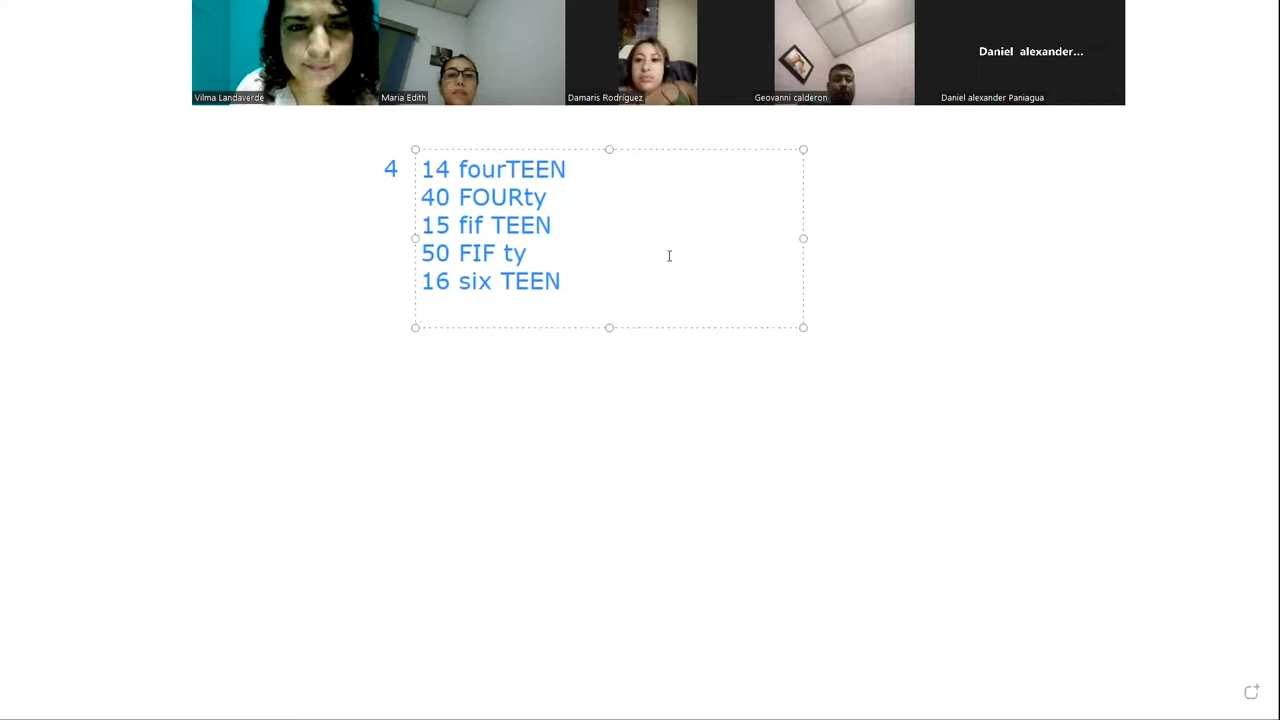 Daniel alexander...
Vilma Landaverde
Maria Edith
Damaris Rodríguez
Geovanni calderon
Daniel alexander Paniagua
4
14 fourTEEN
40 FOURty
15 fif TEEN
50 FIF ty
16 six TEEN